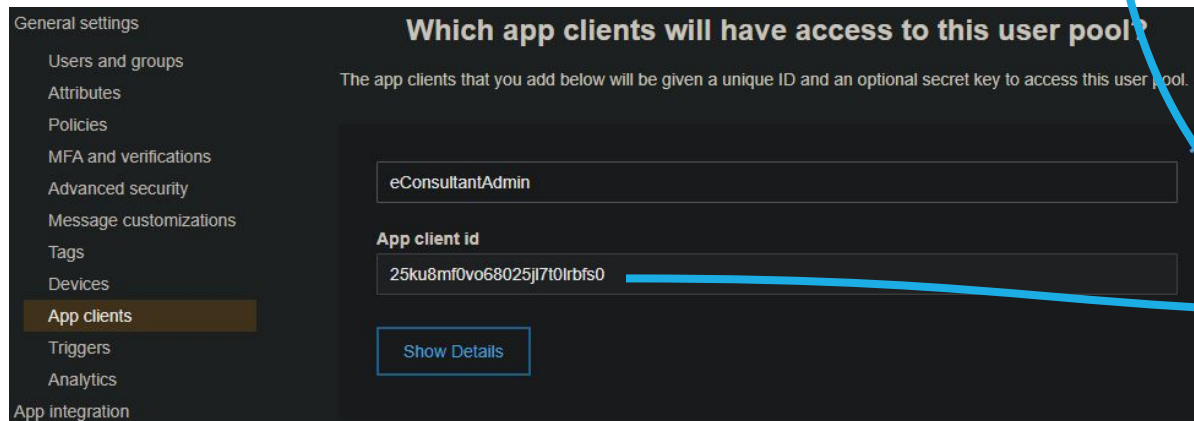 General settings
Users and groups
Attributes
Policies
MFA and verifications
Advanced security
Message customizations
Tags
Devices
App clients
Triggers
Analytics
App integration
Which app clients will have access to this user pool?
The app clients that you add below will be given a unique ID and an optional secret key to access this user pool.
eConsultantAdmin
App client id
25ku8mf0vo68025jl7t0lrbfs0
Show Details